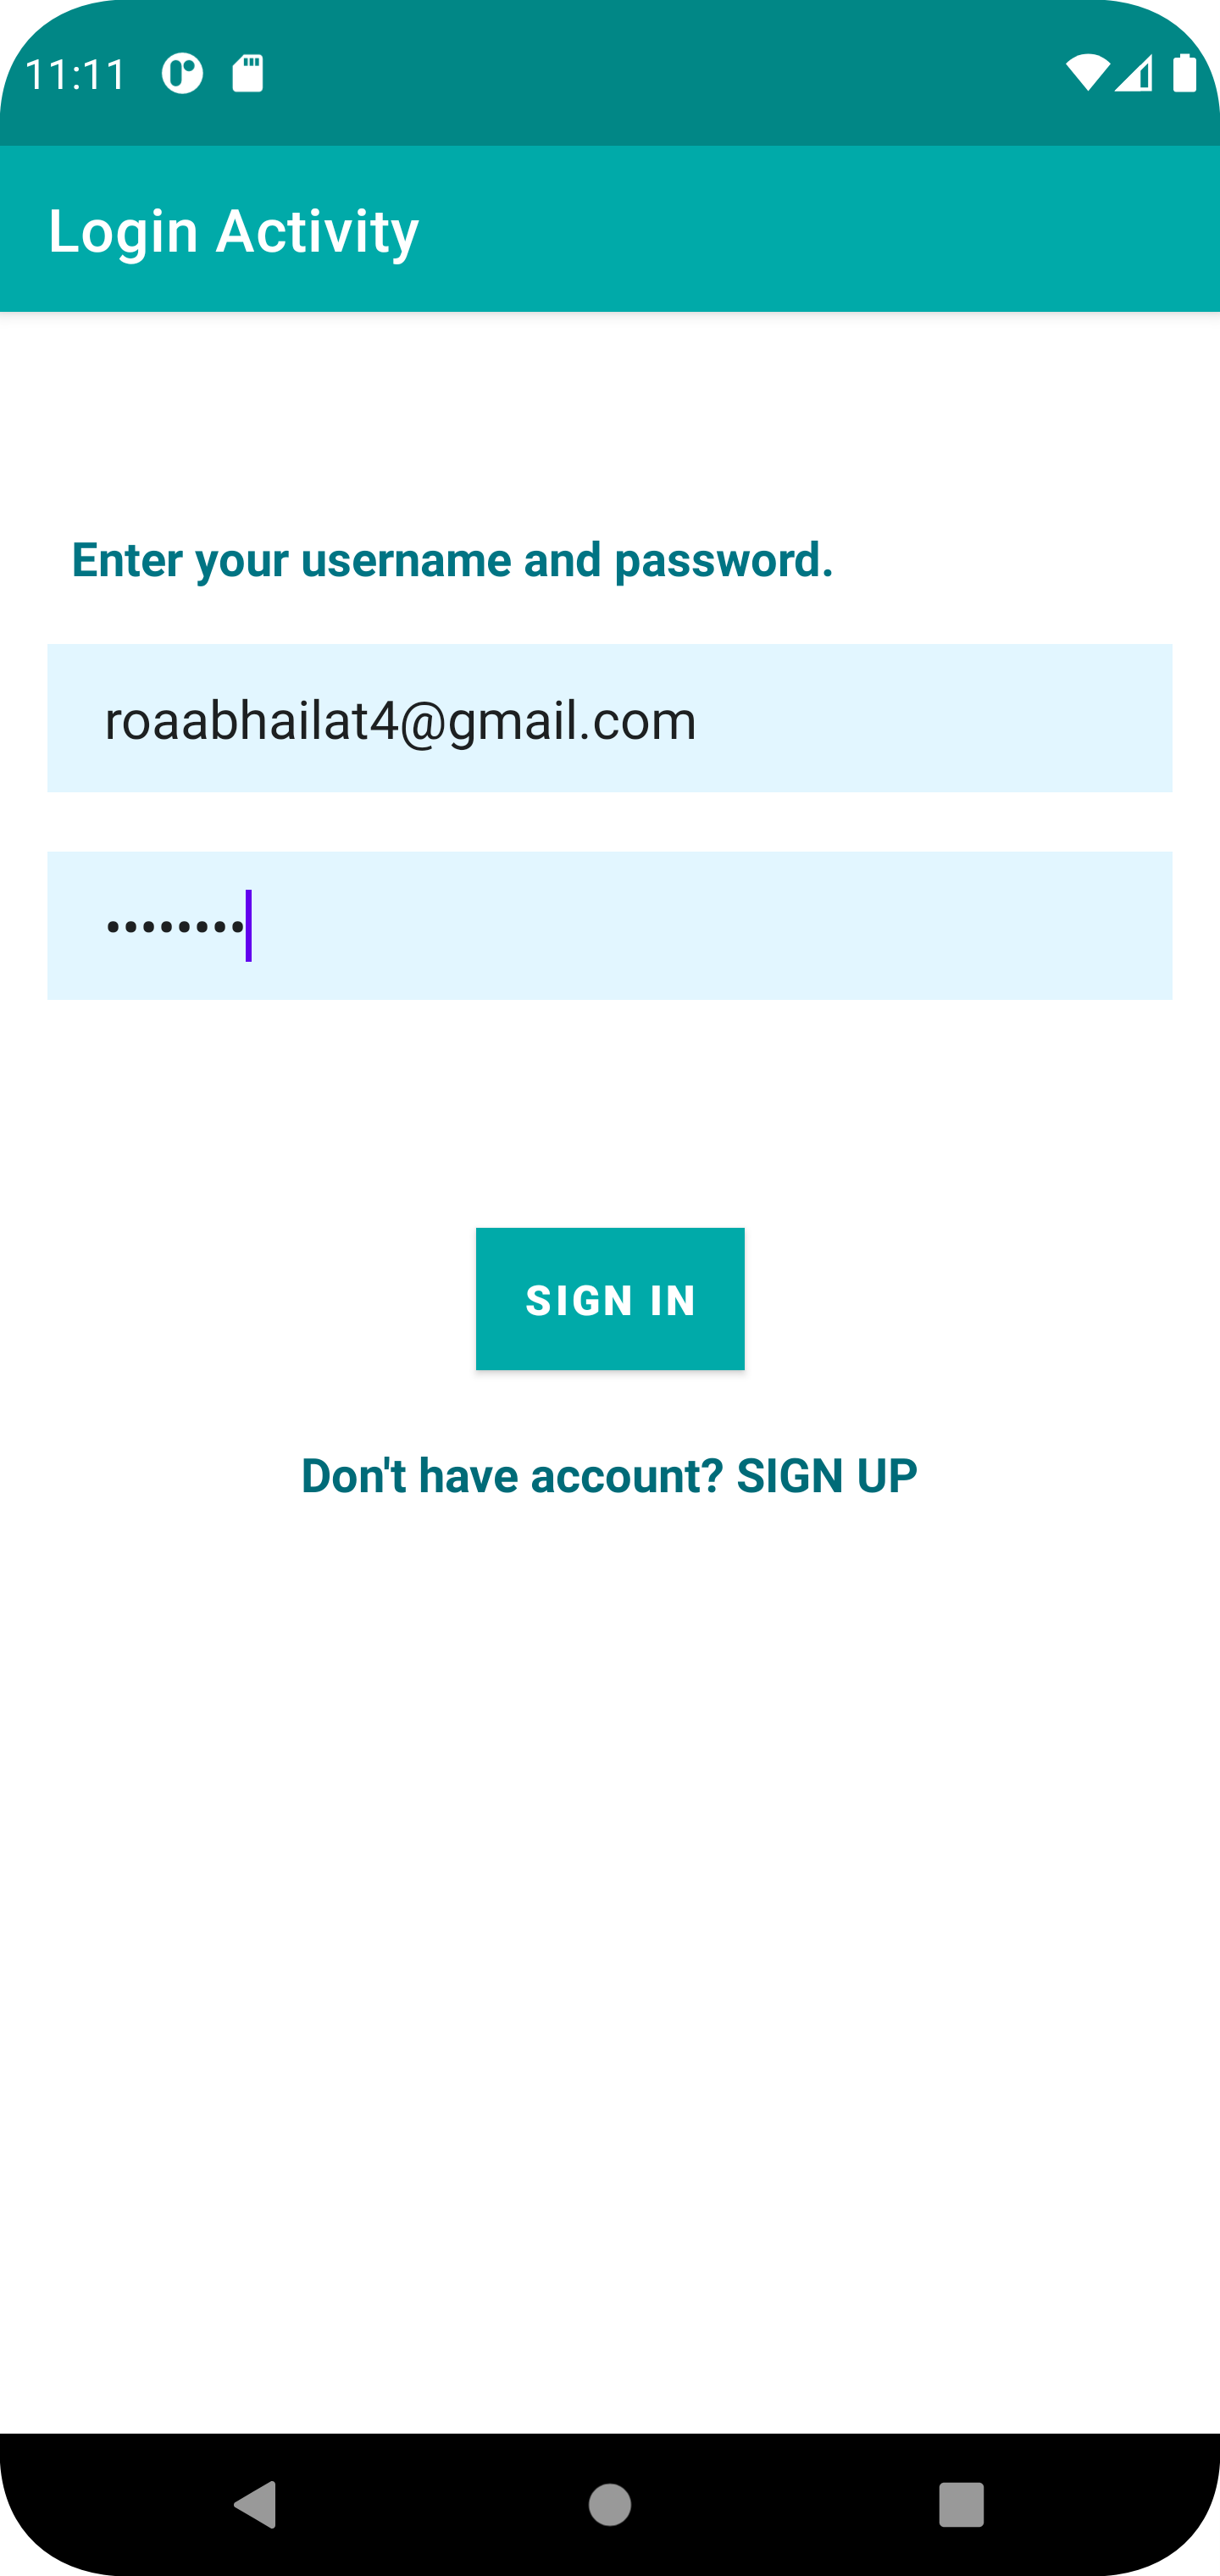 11:11
Login Activity
Enter your username and password.
roaabhailat4@gmail.com
••••••••
SIGN IN
Don't have account? SIGN UP